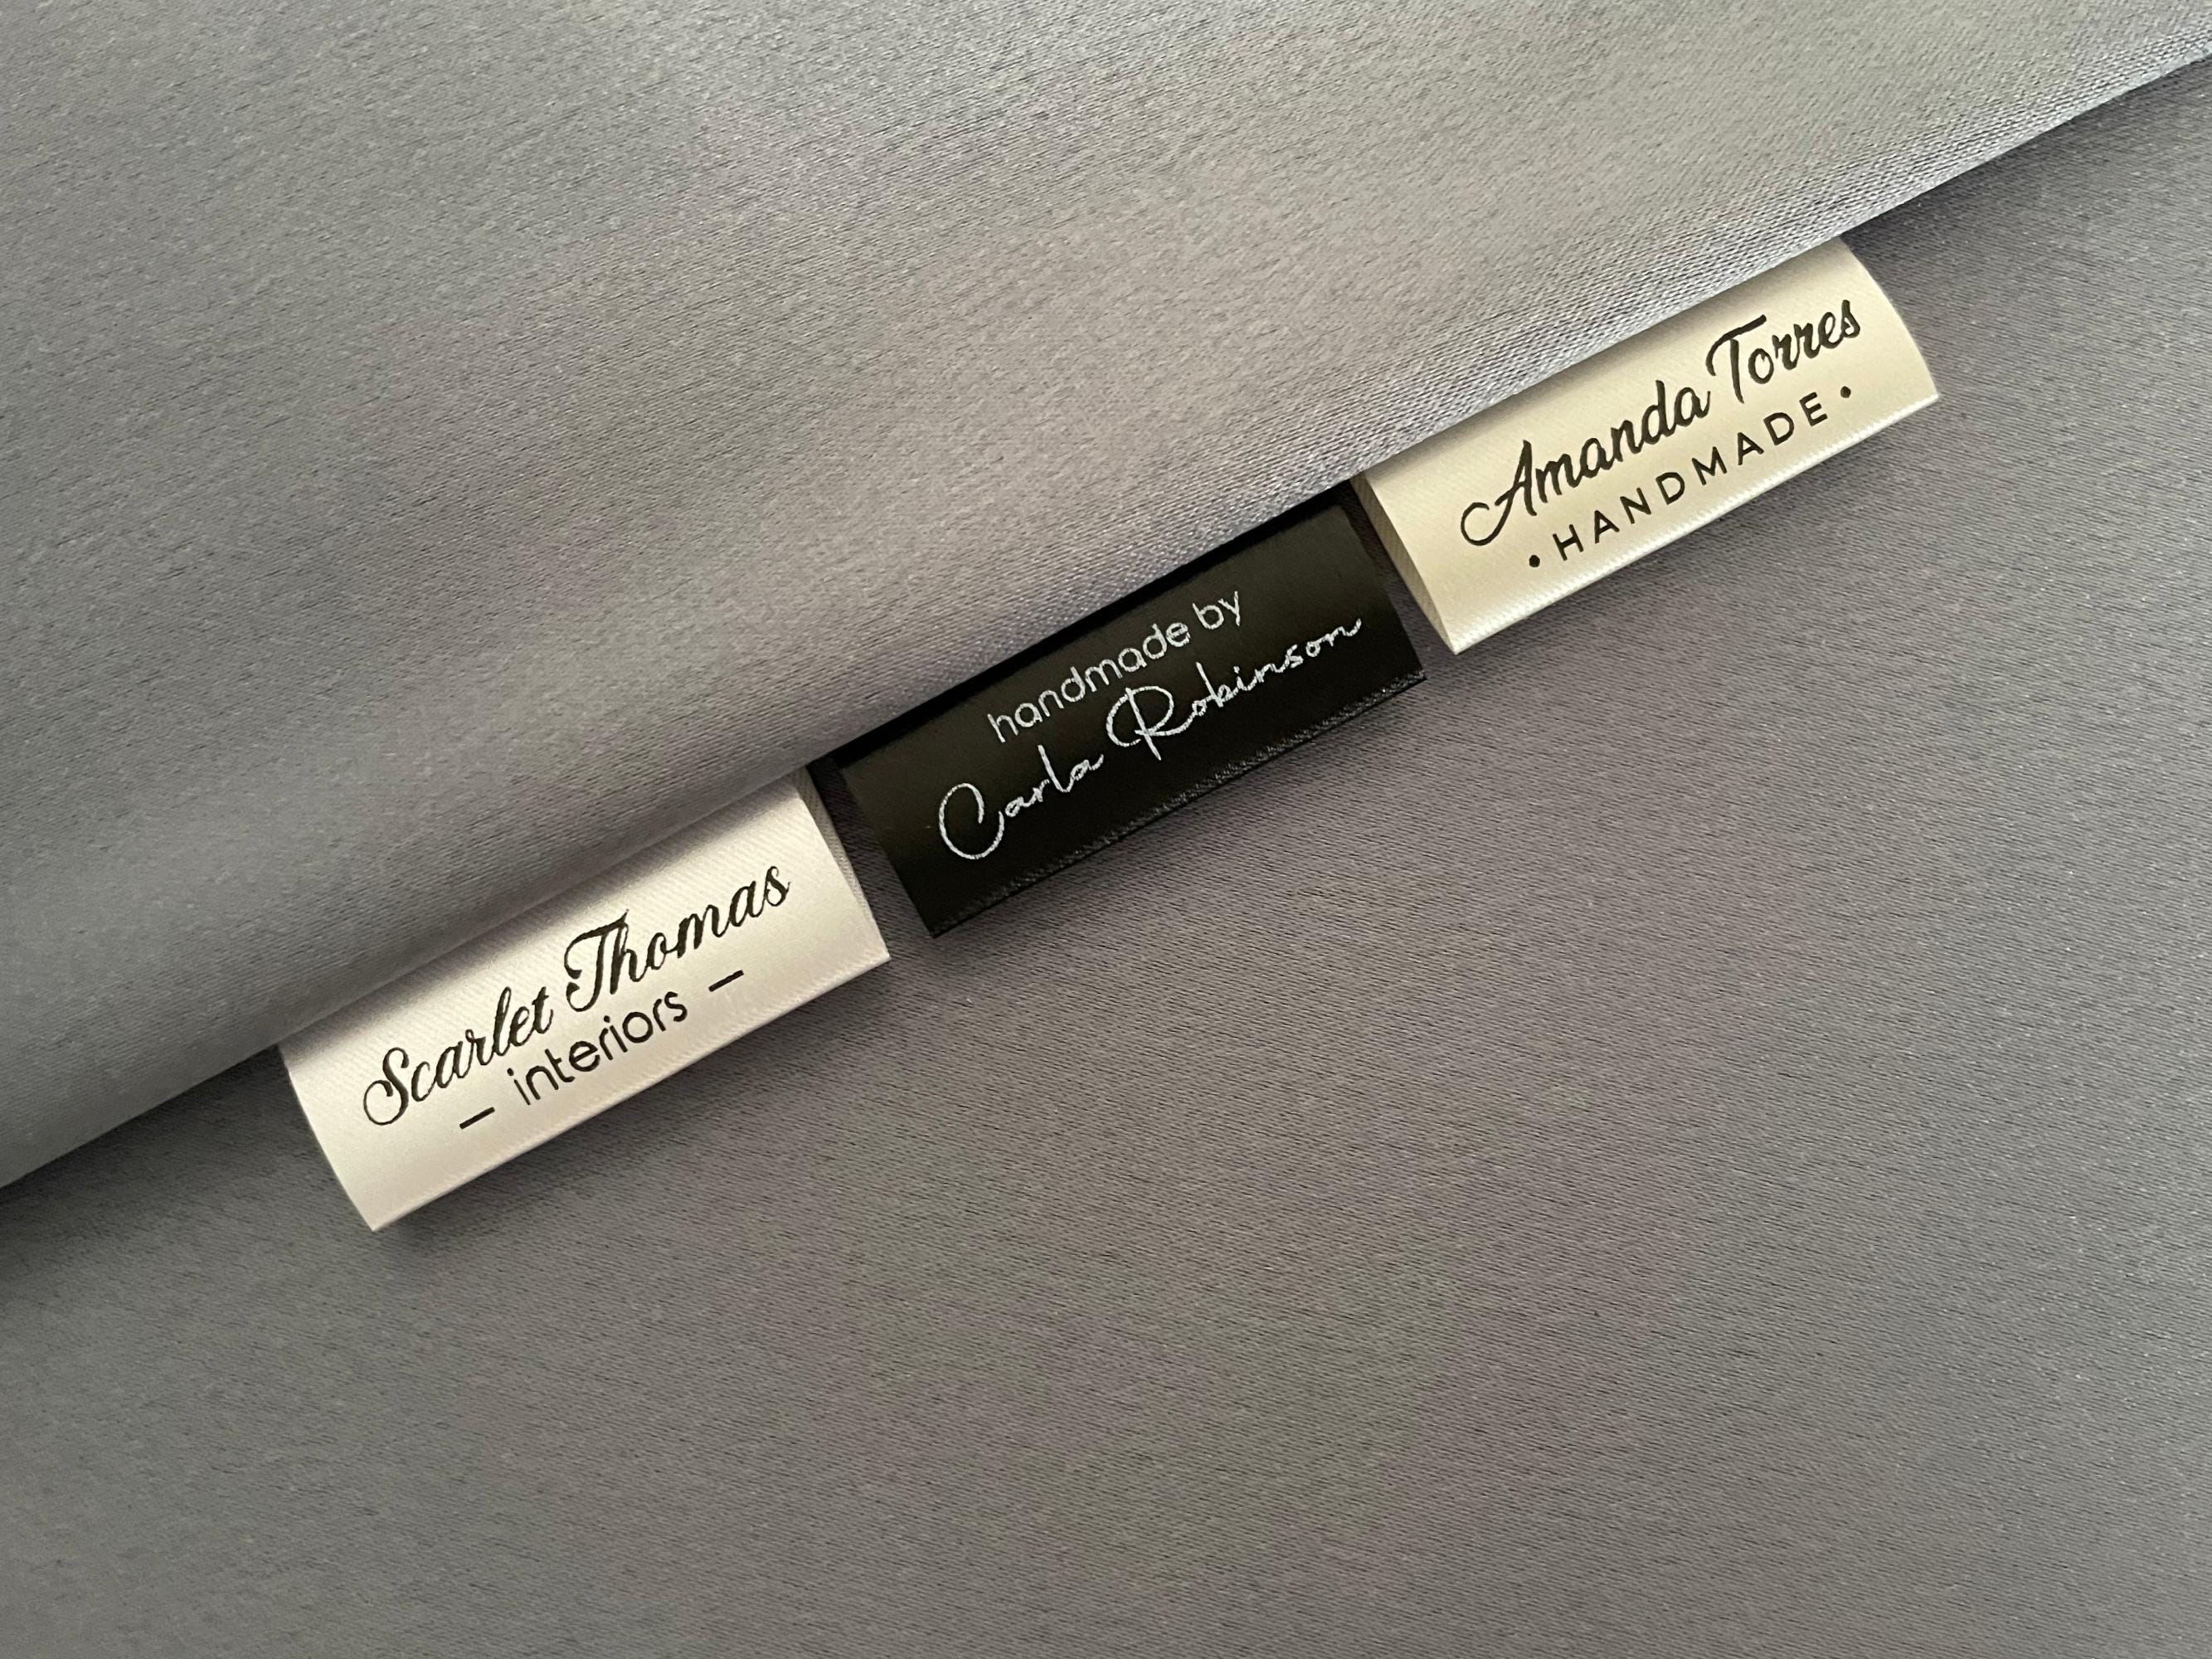 Scarlet Thomas
– interiors –
handmade by
Carla Robinson
Amanda Torres
• HANDMADE •